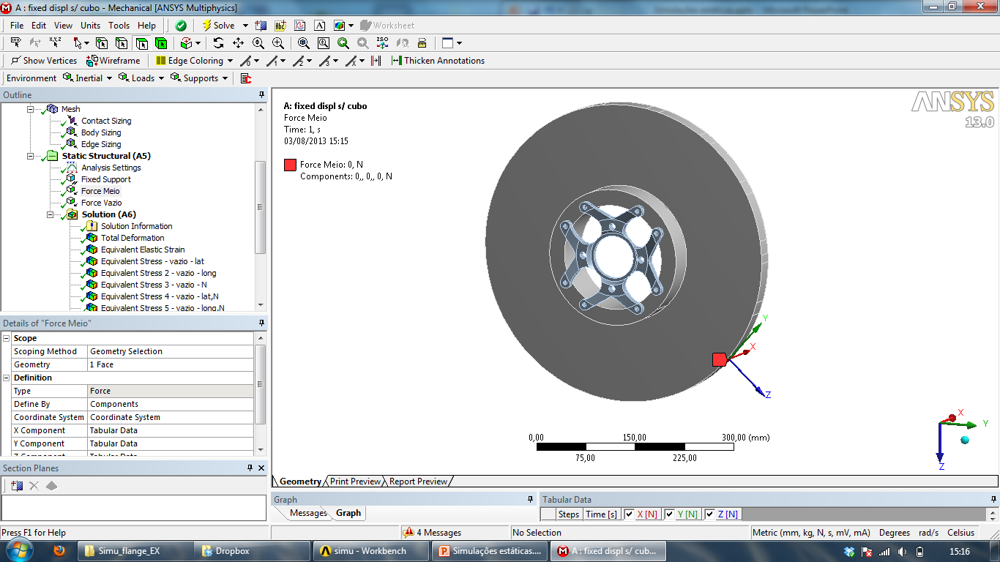 A : fixed displ s/ cubo - Mechanical [ANSYS Multiphysics]
File Edit View Units Tools Help Solve Worksheet
Show Vertices Wireframe Edge Coloring Thicken Annotations
Environment Inertial Loads Supports
Outline
Mesh
Contact Sizing
Body Sizing
Edge Sizing
Static Structural (A5)
Analysis Settings
Fixed Support
Force Meio
Force Vazio
Solution (A6)
Solution Information
Total Deformation
Equivalent Elastic Strain
Equivalent Stress - vazio - lat
Equivalent Stress 2 - vazio - long
Equivalent Stress 3 - vazio - N
Equivalent Stress 4 - vazio - lat,N
Equivalent Stress 5 - vazio - long,N
Details of "Force Meio"
Scope
Scoping Method Geometry Selection
Geometry 1 Face
Definition
Type Force
Define By Components
Coordinate System Coordinate System
X Component Tabular Data
Y Component Tabular Data
Z Component Tabular Data
Section Planes
A: fixed displ s/ cubo
Force Meio
Time: 1, s
03/08/2013 15:15
Force Meio: 0, N
Components: 0,, 0,, 0, N
ANSYS
13.0
Y
X
Z
X
Y
Z
0,00 150,00 300,00 (mm)
75,00 225,00
Geometry Print Preview Report Preview
Graph
Messages Graph
Tabular Data
Steps Time [s] X [N] Y [N] Z [N]
Press F1 for Help 4 Messages No Selection Metric (mm, kg, N, s, mV, mA) Degrees rad/s Celsius
Simu_flange_EX Dropbox simu - Workbench Simulações estáticas.... A : fixed displ s/ cub... 15:16